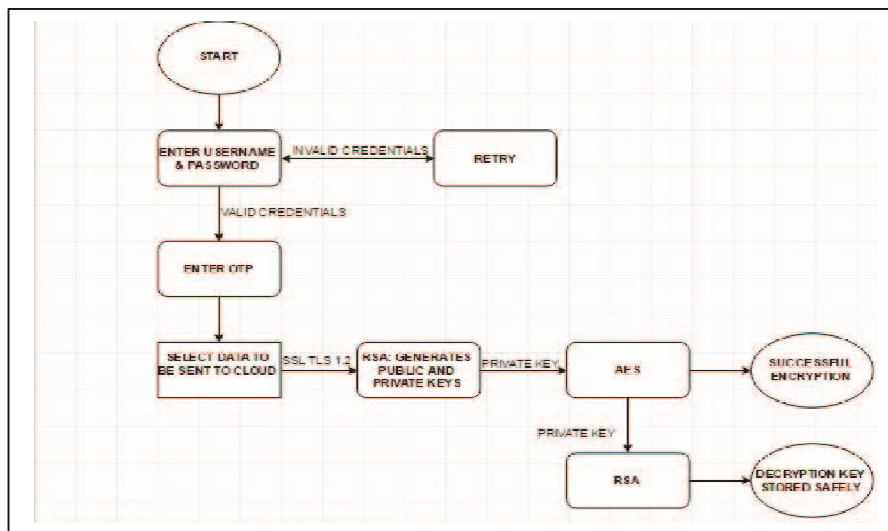 START
ENTER USERNAME
& PASSWORD
INVALID CREDENTIALS
RETRY
VALID CREDENTIALS
ENTER OTP
SELECT DATA TO
BE SENT TO CLOUD
SSL TLS 1.2
RSA: GENERATES
PUBLIC AND
PRIVATE KEYS
PRIVATE KEY
AES
SUCCESSFUL
ENCRYPTION
PRIVATE KEY
RSA
DECRYPTION KEY
STORED SAFELY